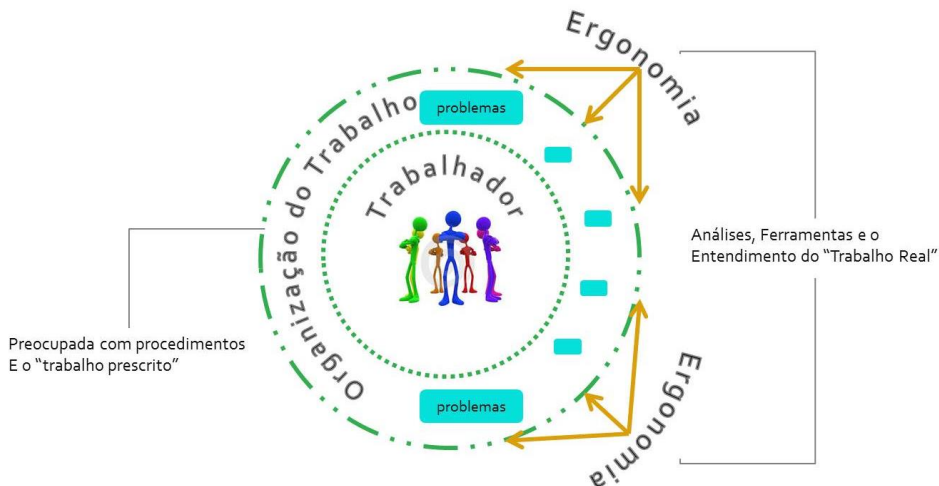 Ergonomia
problemas
Organização do Trabalho
Trabalhador
Análises, Ferramentas e o
Entendimento do “Trabalho Real”
Preocupada com procedimentos
E o “trabalho prescrito”
problemas
Ergonomia